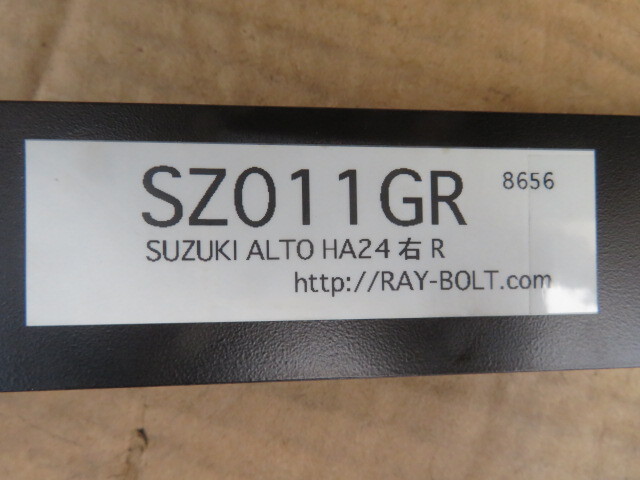 SZ011GR 8656
SUZUKI ALTO HA24 右 R
http://RAY-BOLT.com